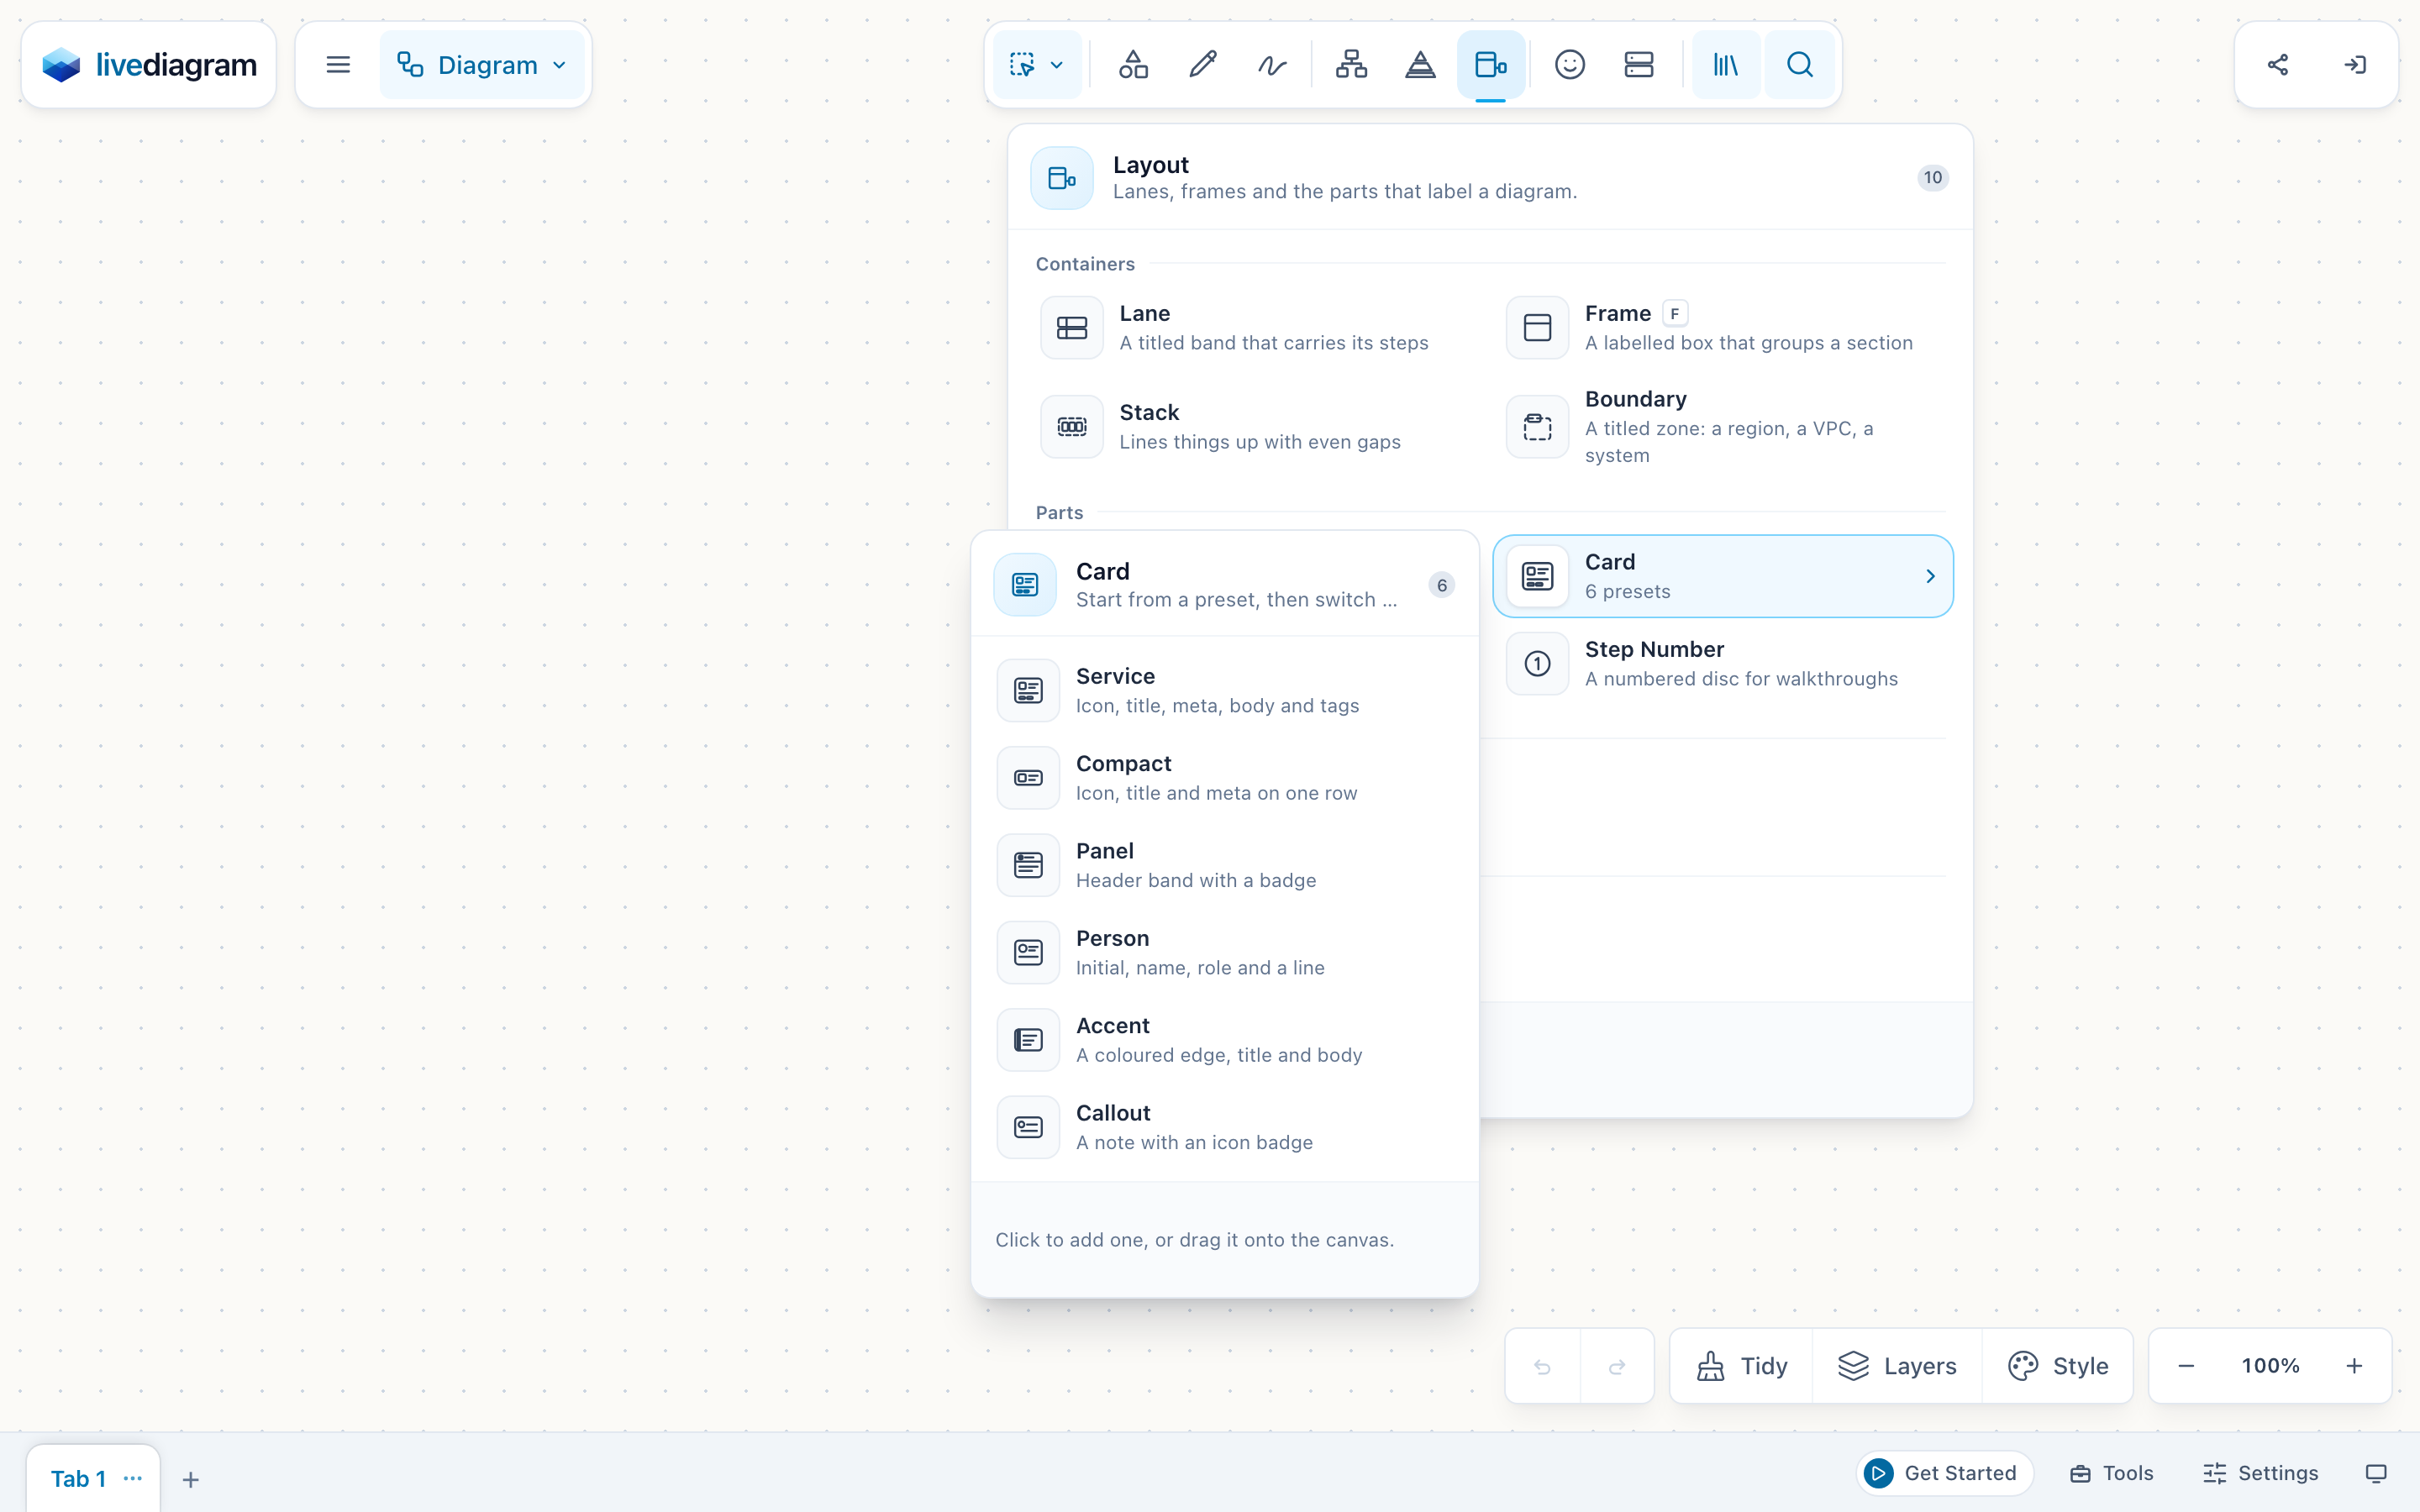 livediagram
Diagram
Layout
Lanes, frames and the parts that label a diagram.
10
Containers
Lane
A titled band that carries its steps
Frame F
A labelled box that groups a section
Stack
Lines things up with even gaps
Boundary
A titled zone: a region, a VPC, a
system
Parts
Card
6 presets
Step Number
A numbered disc for walkthroughs
Card
Start from a preset, then switch ...
6
Service
Icon, title, meta, body and tags
Compact
Icon, title and meta on one row
Panel
Header band with a badge
Person
Initial, name, role and a line
Accent
A coloured edge, title and body
Callout
A note with an icon badge
Click to add one, or drag it onto the canvas.
Tidy
Layers
Style
100%
Tab 1
Get Started
Tools
Settings